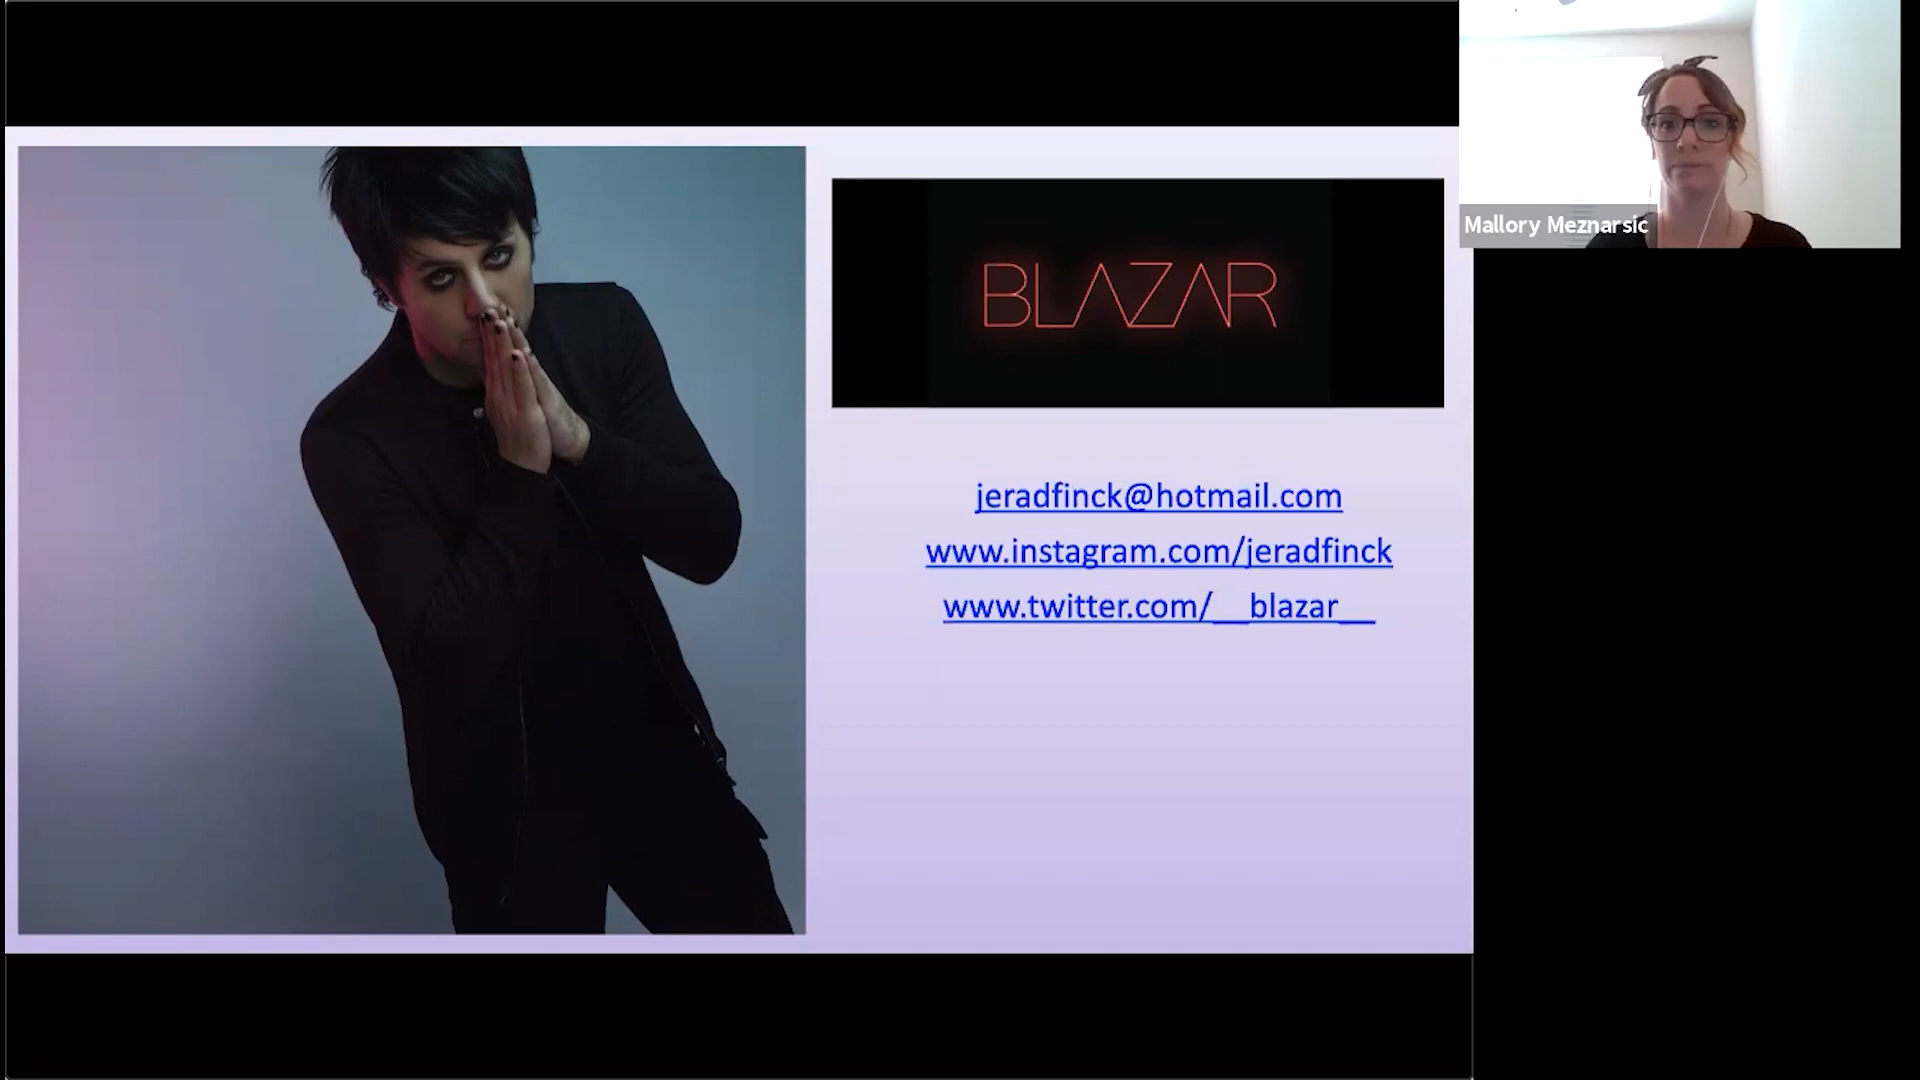 BLAZAR
Mallory Meznarsic
jeradfinck@hotmail.com
www.instagram.com/jeradfinck
www.twitter.com/__blazar__